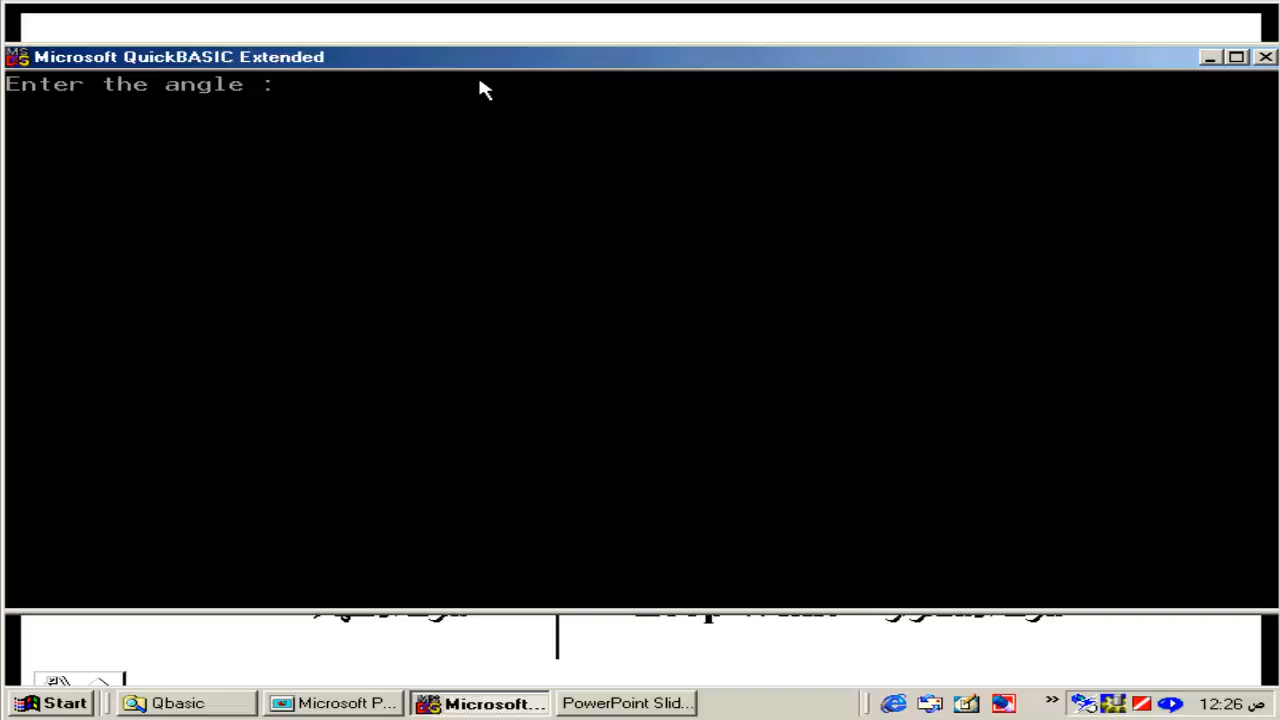 Microsoft QuickBASIC Extended
Enter the angle :
Start
Qbasic
Microsoft P...
Microsoft...
PowerPoint Slid...
»
12:26 ص